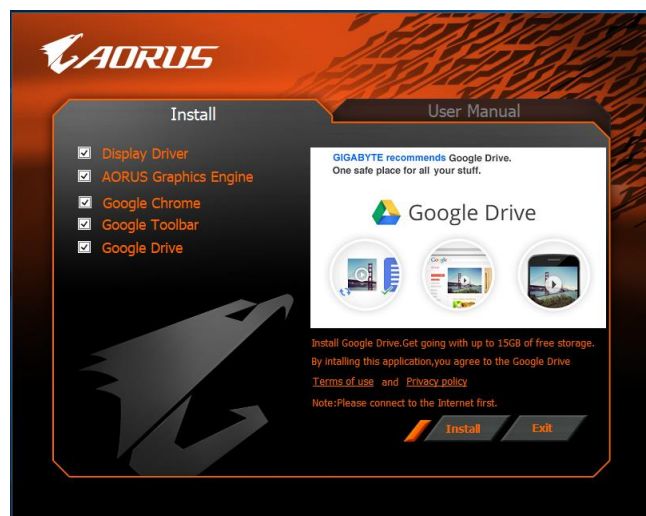 AORUS
Install
User Manual
Display Driver
AORUS Graphics Engine
Google Chrome
Google Toolbar
Google Drive
GIGABYTE recommends Google Drive.
One safe place for all your stuff.
Google Drive
Install Google Drive.Get going with up to 15GB of free storage.
By intalling this application,you agree to the Google Drive
Terms of use and Privacy policy
Note:Please connect to the Internet first.
Install
Exit